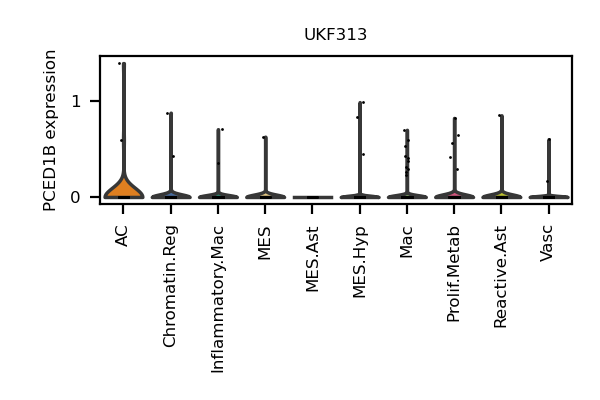 UKF313
PCED1B expression
1
0
AC
Chromatin.Reg
Inflammatory.Mac
MES
MES.Ast
MES.Hyp
Mac
Prolif.Metab
Reactive.Ast
Vasc